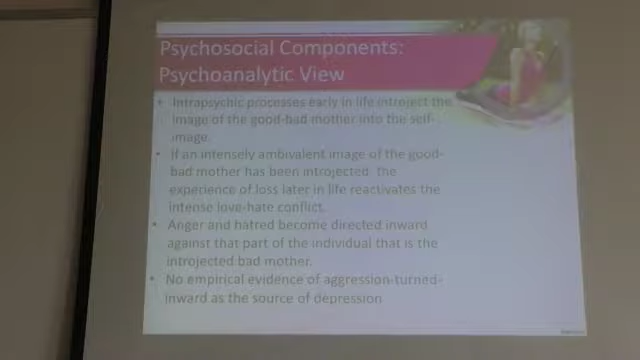 Psychosocial Components:
Psychoanalytic View
• Intrapsychic processes early in life introject the
image of the good-bad mother into the self-
image.
• If an intensely ambivalent image of the good-
bad mother has been introjected, the
experience of loss later in life reactivates the
intense love-hate conflict.
• Anger and hatred become directed inward
against that part of the individual that is the
introjected bad mother.
• No empirical evidence of aggression-turned-
inward as the source of depression